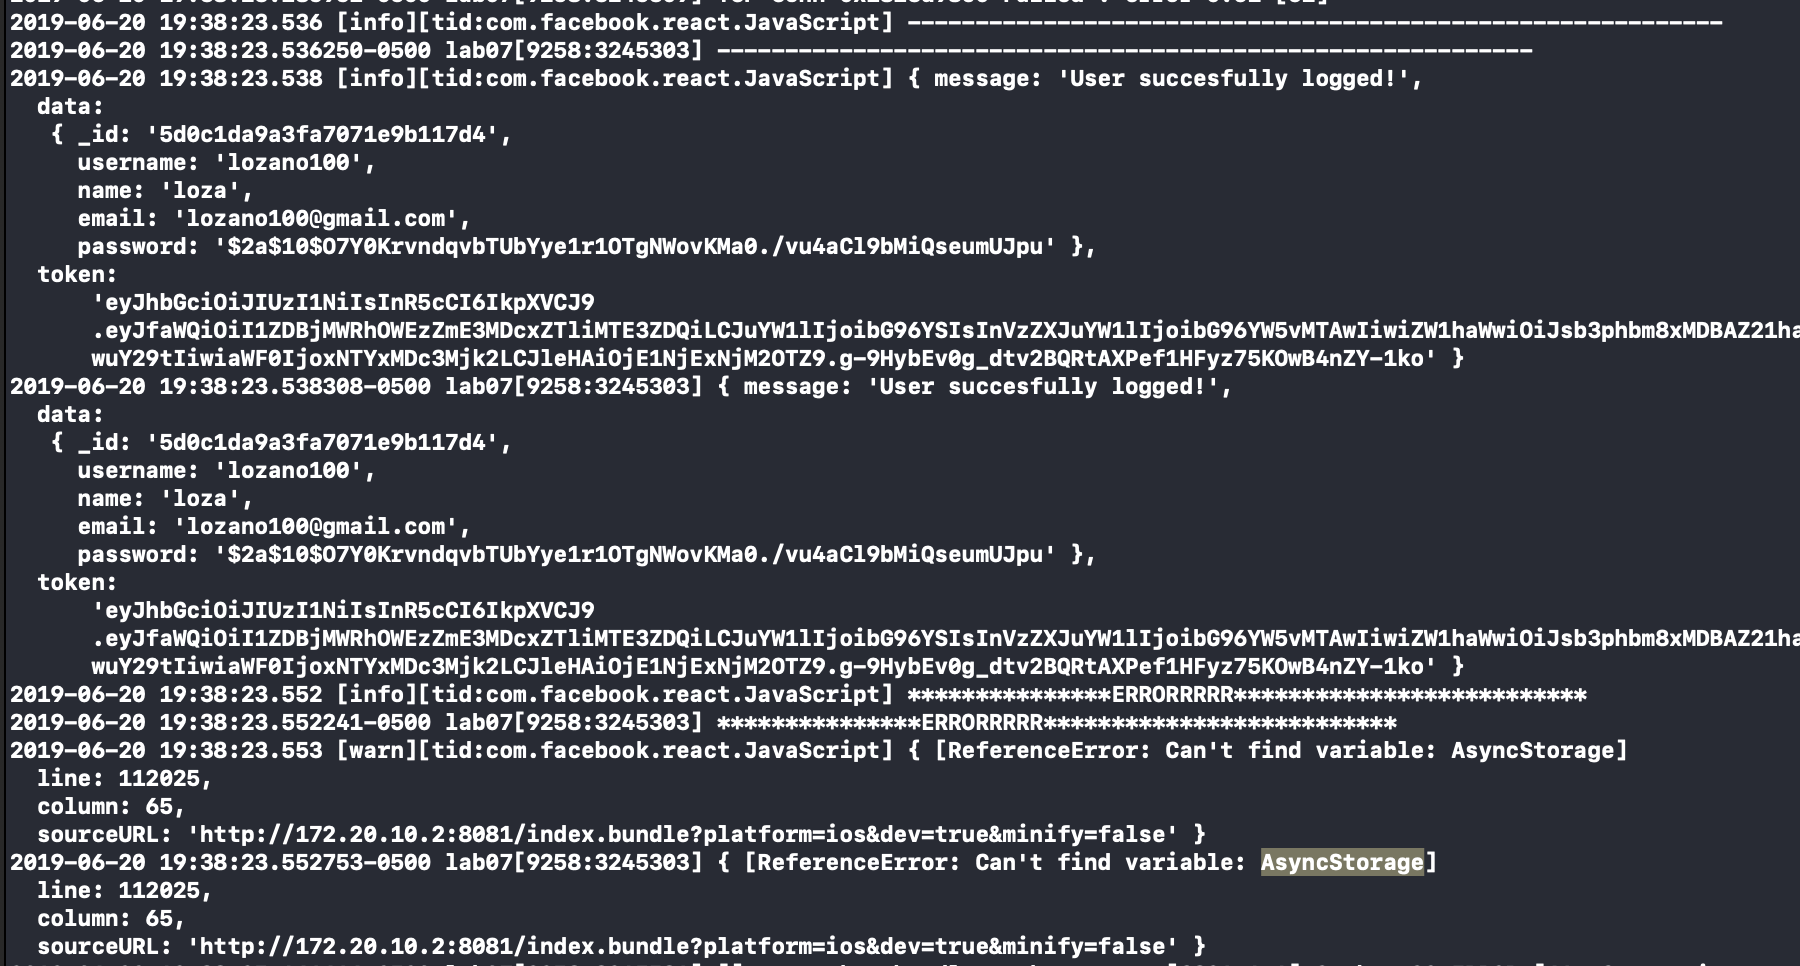 2019-06-20 19:38:23.536 [info][tid:com.facebook.react.JavaScript] ------------------------------------------------------------
2019-06-20 19:38:23.536250-0500 lab07[9258:3245303] ------------------------------------------------------------
2019-06-20 19:38:23.538 [info][tid:com.facebook.react.JavaScript] { message: 'User succesfully logged!',
data:
{ _id: '5d0c1da9a3fa7071e9b117d4',
username: 'lozano100',
name: 'loza',
email: 'lozano100@gmail.com',
password: '$2a$10$O7Y0KrvndqvbTUbYye1r1OTgNWovKMa0./vu4aCl9bMiQseumUJpu' },
token:
'eyJhbGciOiJIUzI1NiIsInR5cCI6IkpXVCJ9
.eyJfaWQiOiI1ZDBjMWRhOWEzZmE3MDcxZTliMTE3ZDQiLCJuYW1lIjoibG96YSIsInVzZXJuYW1lIjoibG96YW5vMTAwIiwiZW1haWwiOiJsb3phbm8xMDBAZ21ha
wuY29tIiwiaWF0IjoxNTYxMDc3Mjk2LCJleHAiOjE1NjExNjM2OTZ9.g-9HybEv0g_dtv2BQRtAXPef1HFyz75KOwB4nZY-1ko' }
2019-06-20 19:38:23.538308-0500 lab07[9258:3245303] { message: 'User succesfully logged!',
data:
{ _id: '5d0c1da9a3fa7071e9b117d4',
username: 'lozano100',
name: 'loza',
email: 'lozano100@gmail.com',
password: '$2a$10$O7Y0KrvndqvbTUbYye1r1OTgNWovKMa0./vu4aCl9bMiQseumUJpu' },
token:
'eyJhbGciOiJIUzI1NiIsInR5cCI6IkpXVCJ9
.eyJfaWQiOiI1ZDBjMWRhOWEzZmE3MDcxZTliMTE3ZDQiLCJuYW1lIjoibG96YSIsInVzZXJuYW1lIjoibG96YW5vMTAwIiwiZW1haWwiOiJsb3phbm8xMDBAZ21ha
wuY29tIiwiaWF0IjoxNTYxMDc3Mjk2LCJleHAiOjE1NjExNjM2OTZ9.g-9HybEv0g_dtv2BQRtAXPef1HFyz75KOwB4nZY-1ko' }
2019-06-20 19:38:23.552 [info][tid:com.facebook.react.JavaScript] ***************ERRORRRRR**************************
2019-06-20 19:38:23.552241-0500 lab07[9258:3245303] ***************ERRORRRRR**************************
2019-06-20 19:38:23.553 [warn][tid:com.facebook.react.JavaScript] { [ReferenceError: Can't find variable: AsyncStorage]
line: 112025,
column: 65,
sourceURL: 'http://172.20.10.2:8081/index.bundle?platform=ios&dev=true&minify=false' }
2019-06-20 19:38:23.552753-0500 lab07[9258:3245303] { [ReferenceError: Can't find variable: AsyncStorage]
line: 112025,
column: 65,
sourceURL: 'http://172.20.10.2:8081/index.bundle?platform=ios&dev=true&minify=false' }